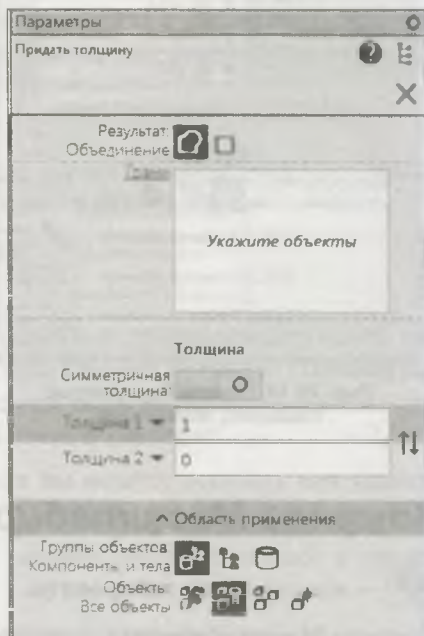 Параметры
Придать толщину
Результат:
Объединение
Грани
Укажите объекты
Толщина
Симметричная
толщина:
Толщина 1 1
Толщина 2 0
Область применения
Группы объектов
Компоненты и тела
Объекты:
Все объекты